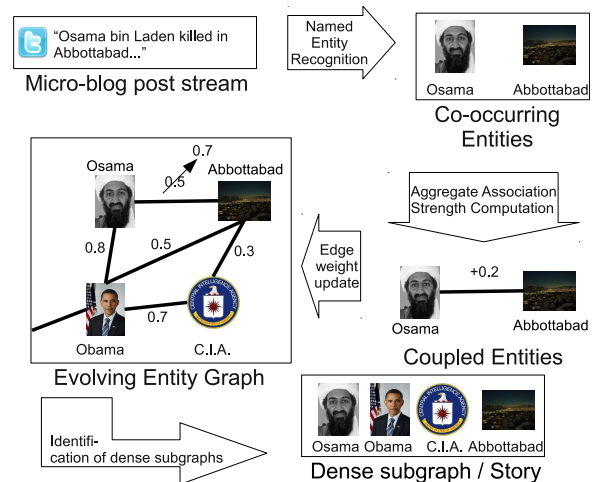 "Osama bin Laden killed in
Abbottabad..."
Micro-blog post stream
Named
Entity
Recognition
Osama
Abbottabad
Co-occurring
Entities
Aggregate Association
Strength Computation
+0.2
Osama
Abbottabad
Coupled Entities
Edge
weight
update
0.7
Osama
0.5
Abbottabad
0.8
0.5
0.3
CENTRAL INTELLIGENCE AGENCY
0.7
Obama
C.I.A.
Evolving Entity Graph
Identifi-
cation of dense subgraphs
Osama Obama C.I.A. Abbottabad
Dense subgraph / Story